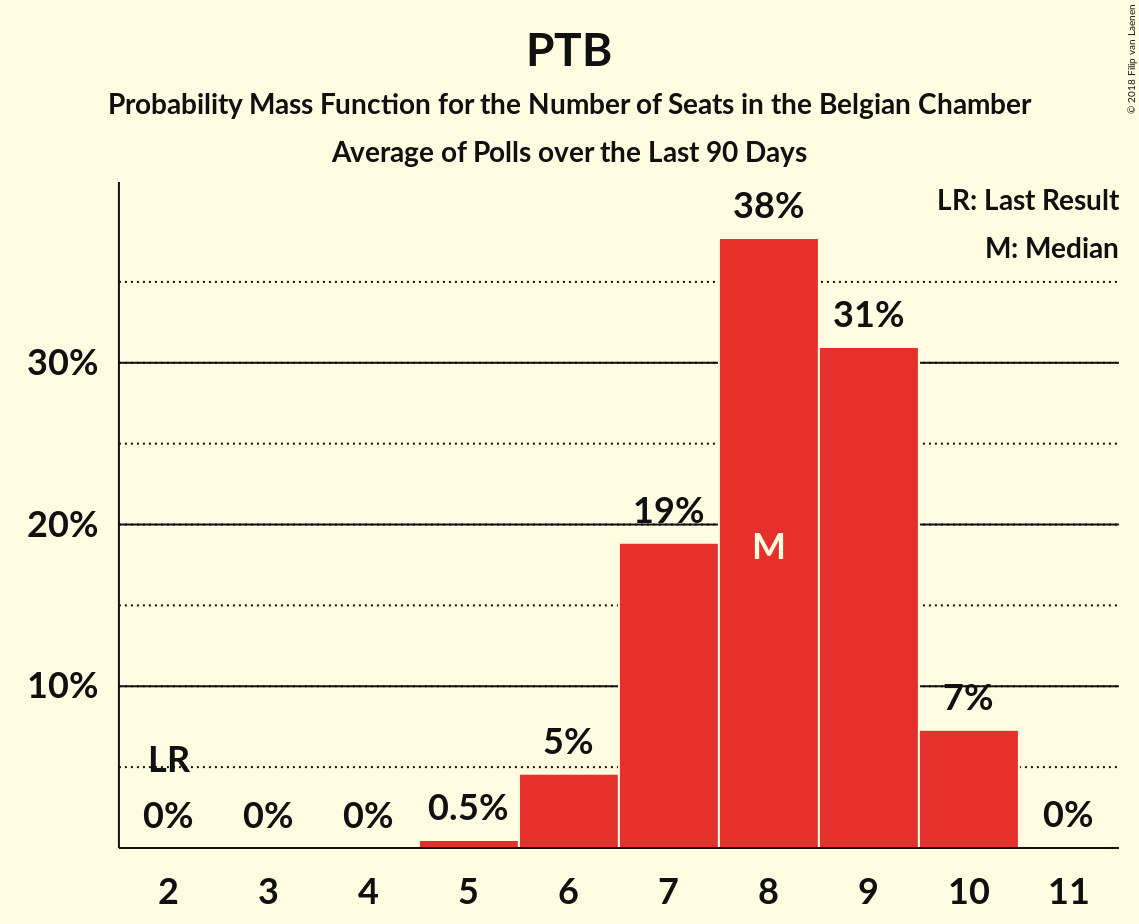 PTB
Probability Mass Function for the Number of Seats in the Belgian Chamber
Average of Polls over the Last 90 Days
© 2018 Filip van Laenen
LR: Last Result
M: Median
38%
31%
30%
19%
20%
M
10%
7%
LR
5%
0%
0%
0%
0.5%
0%
2 3 4 5 6 7 8 9 10 11